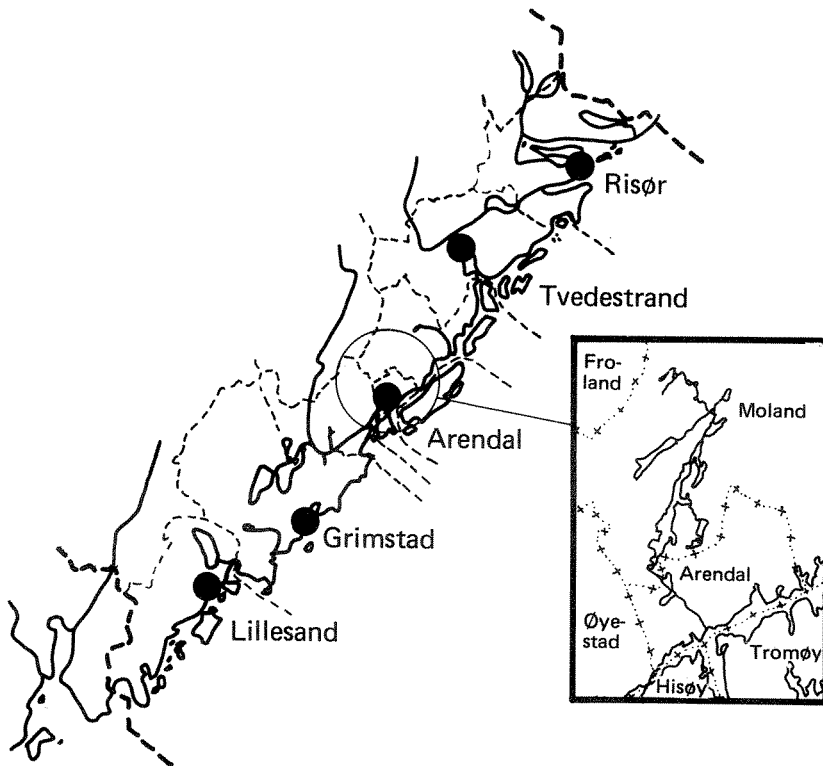 Risør
Tvedestrand
Arendal
Grimstad
Lillesand
Fro-
land
Moland
Arendal
Øye-
stad
Tromøy
Hisøy